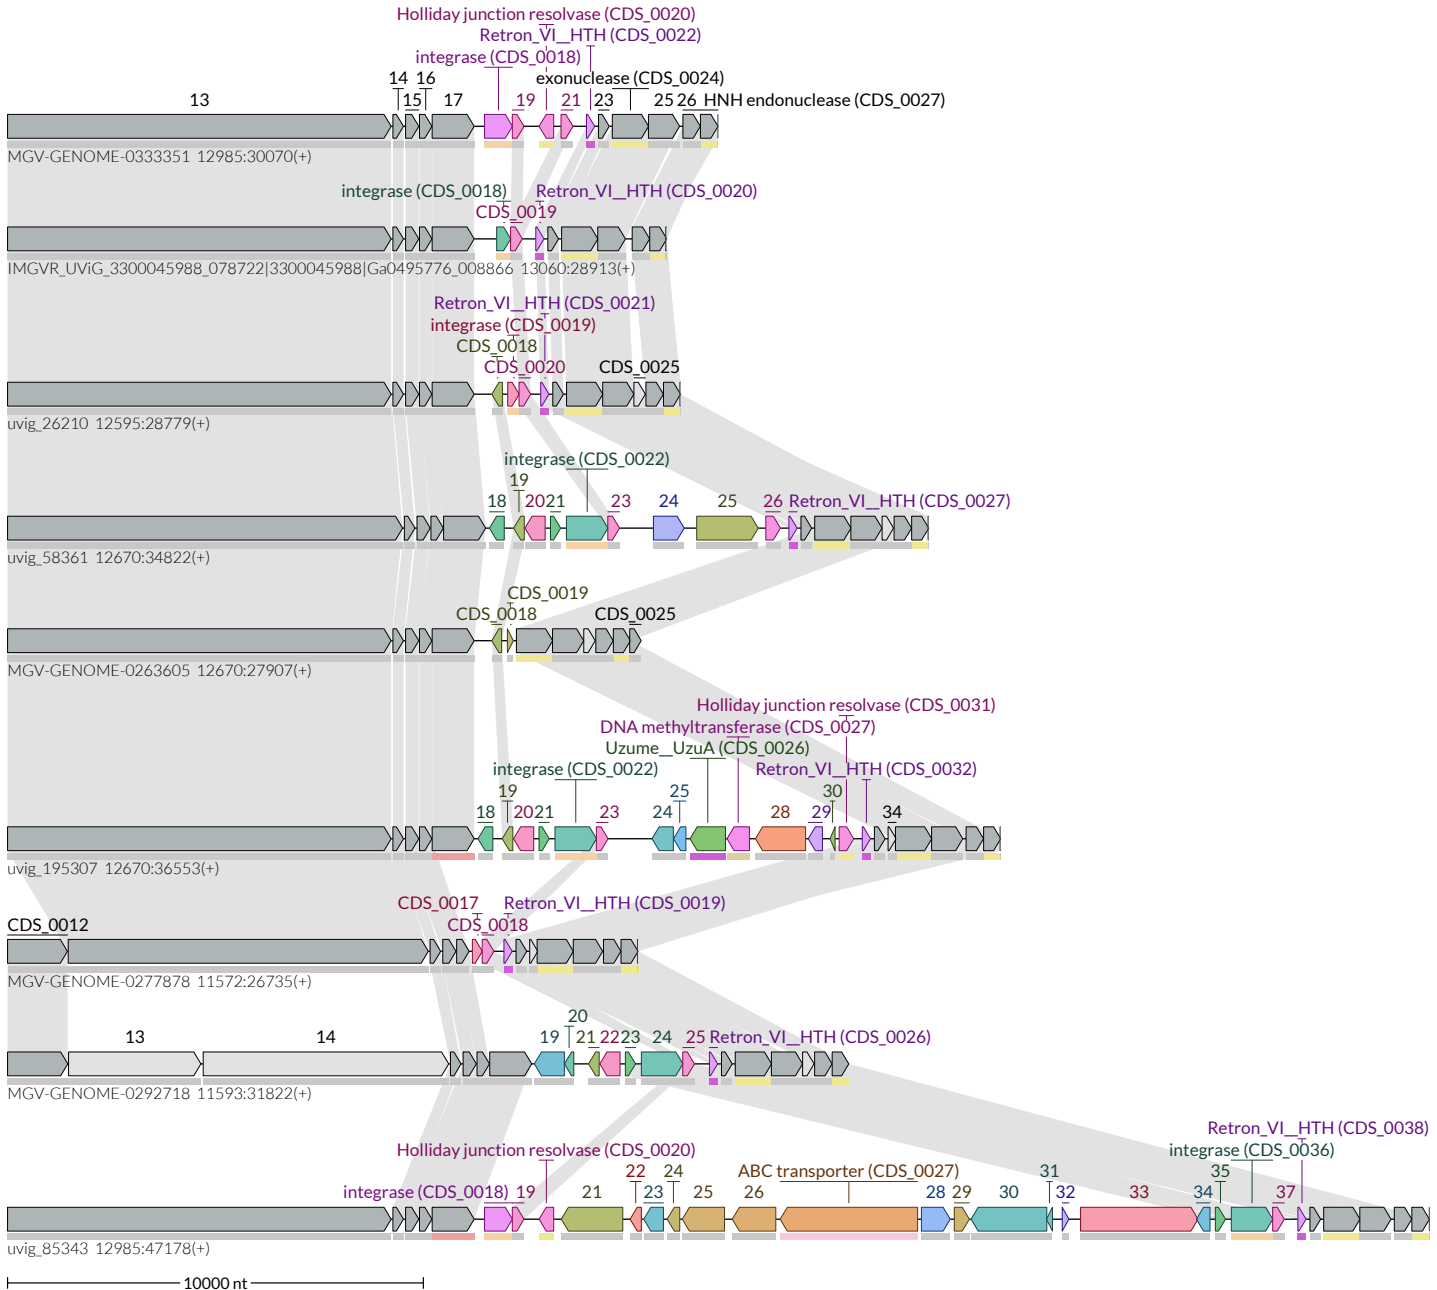 Holliday junction resolvase (CDS_0020)
Retron_VI__HTH (CDS_0022)
integrase (CDS_0018)
14 16 exonuclease (CDS_0024)
13 15 17 19 21 23 25 26 HNH endonuclease (CDS_0027)
MGV-GENOME-0333351 12985:30070(+)
integrase (CDS_0018) Retron_VI__HTH (CDS_0020)
CDS_0019
IMGVR_UViG_3300045988_078722|3300045988|Ga0495776_008866 13060:28913(+)
Retron_VI__HTH (CDS_0021)
integrase (CDS_0019)
CDS_0018
CDS_0020 CDS_0025
uvig_26210 12595:28779(+)
integrase (CDS_0022)
19
18 20 21 23 24 25 26 Retron_VI__HTH (CDS_0027)
uvig_58361 12670:34822(+)
CDS_0019
CDS_0018 CDS_0025
MGV-GENOME-0263605 12670:27907(+)
Holliday junction resolvase (CDS_0031)
DNA methyltransferase (CDS_0027)
Uzume__UzuA (CDS_0026)
integrase (CDS_0022) Retron_VI__HTH (CDS_0032)
19 25 30
18 20 21 23 24 28 29 34
uvig_195307 12670:36553(+)
CDS_0017 Retron_VI__HTH (CDS_0019)
CDS_0012 CDS_0018
MGV-GENOME-0277878 11572:26735(+)
20
13 14 19 21 22 23 24 25 Retron_VI__HTH (CDS_0026)
MGV-GENOME-0292718 11593:31822(+)
Retron_VI__HTH (CDS_0038)
Holliday junction resolvase (CDS_0020) integrase (CDS_0036)
22 24 ABC transporter (CDS_0027) 31 35
integrase (CDS_0018) 19 21 23 25 26 28 29 30 32 33 34 37
uvig_85343 12985:47178(+)
10000 nt